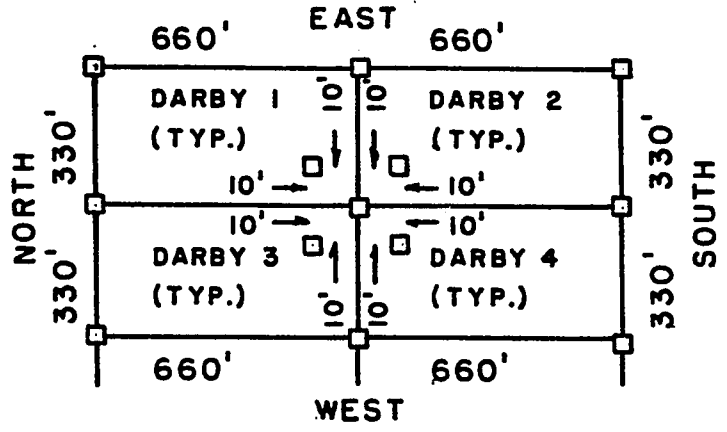 EAST
660' 660'
DARBY 1 10' 10' DARBY 2
(TYP.) (TYP.)
330' 330'
10' 10'
NORTH SOUTH
10' 10'
DARBY 3 DARBY 4
(TYP.) (TYP.)
330' 10' 10' 330'
660' 660'
WEST